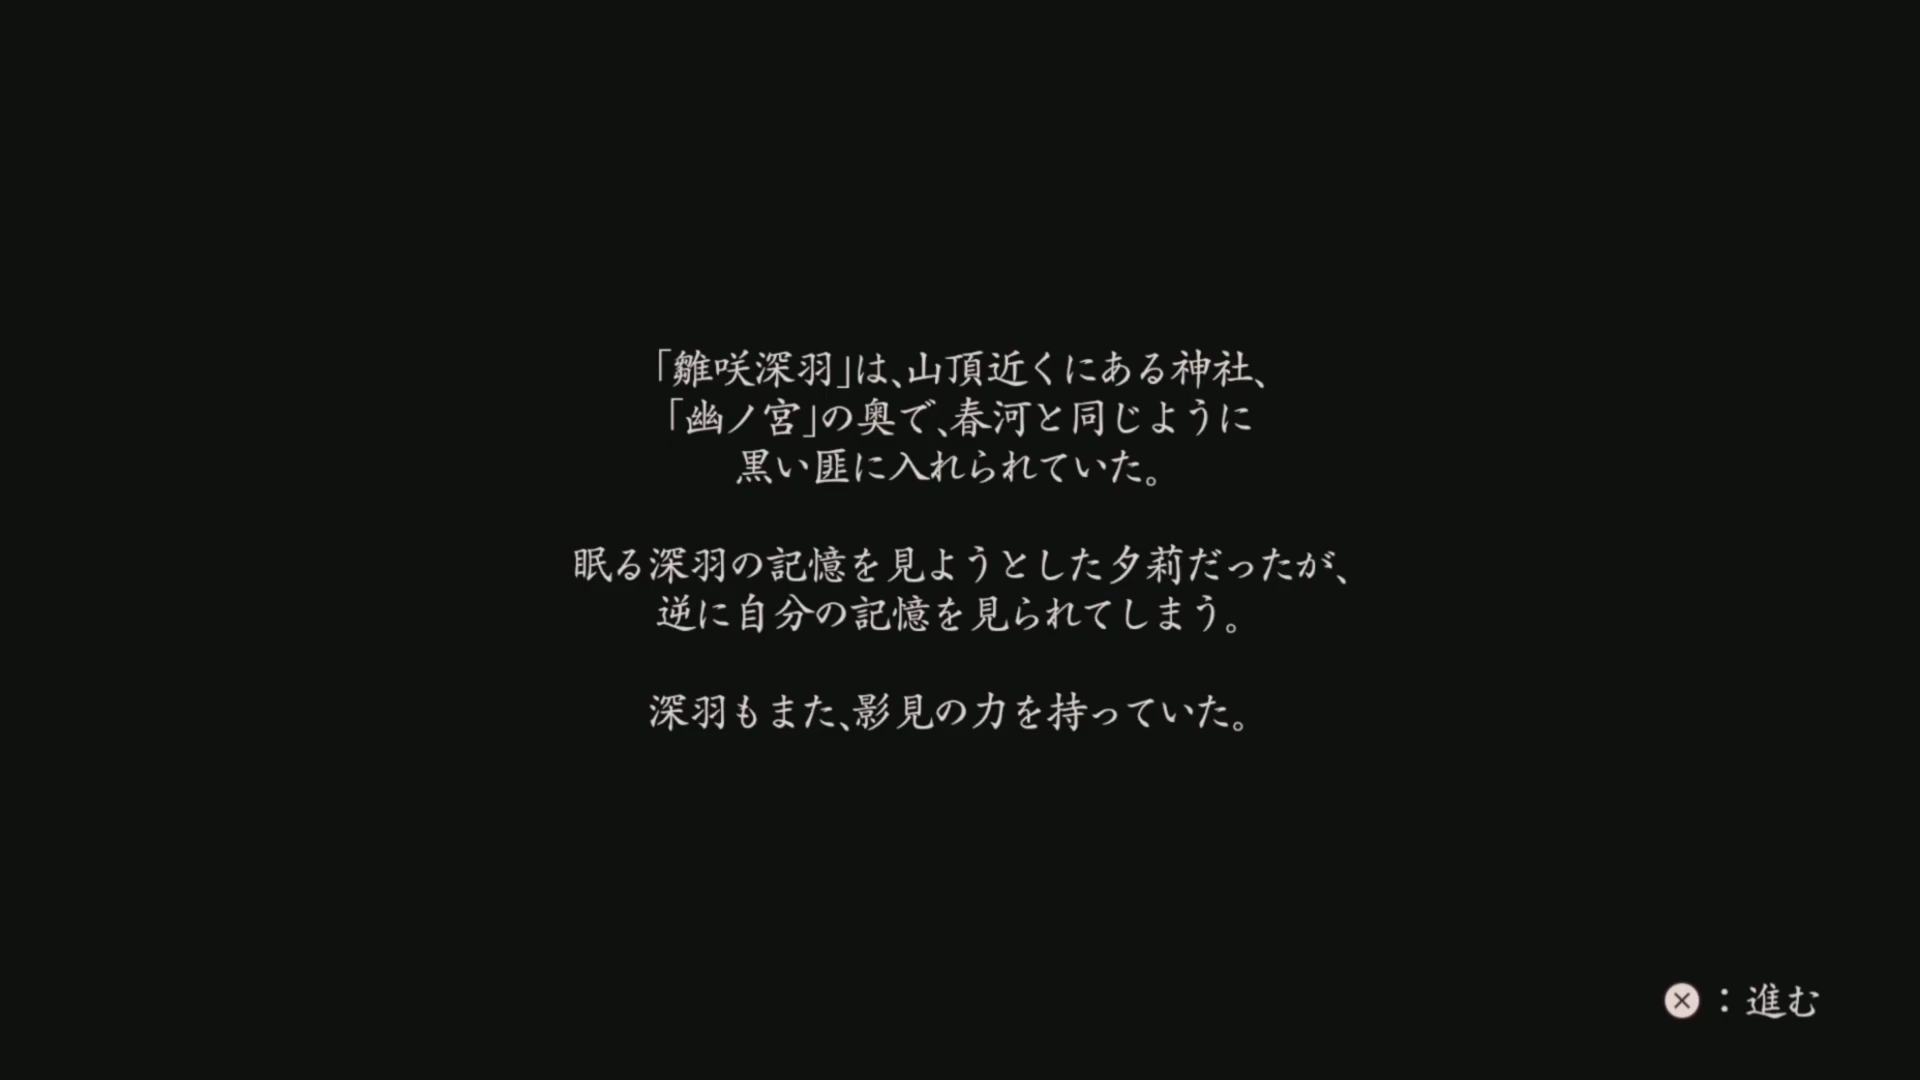 「雛咲深羽」は、山頂近くにある神社、
「幽ノ宮」の奥で、春河と同じように
黒い匪に入れられていた。
眠る深羽の記憶を見ようとした夕莉だったが、
逆に自分の記憶を見られてしまう。
深羽もまた、影見の力を持っていた。
ⓧ：進む